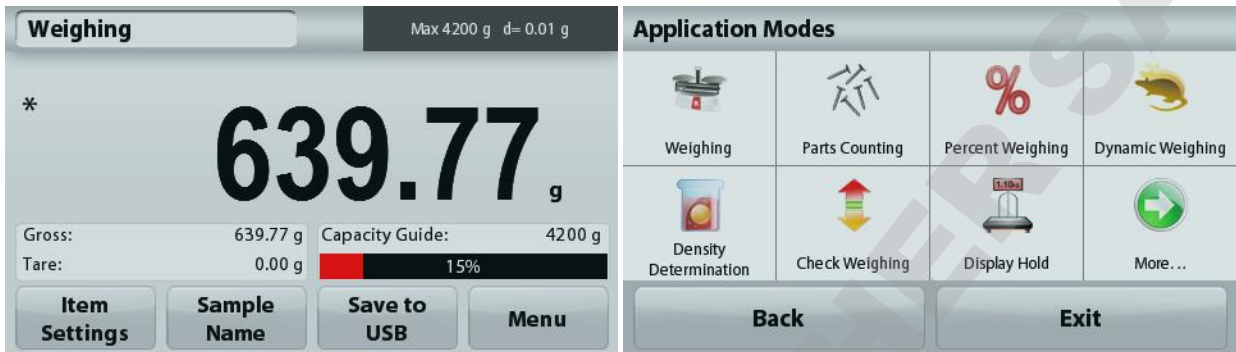 Weighing
Max 4200 g d= 0.01 g
*
639.77 g
Gross: 639.77 g
Tare: 0.00 g
Capacity Guide: 4200 g
15%
Item
Settings
Sample
Name
Save to
USB
Menu
Application Modes
Weighing
Parts Counting
Percent Weighing
Dynamic Weighing
1.10kg
Density
Determination
Check Weighing
Display Hold
More...
Back
Exit
HER SA